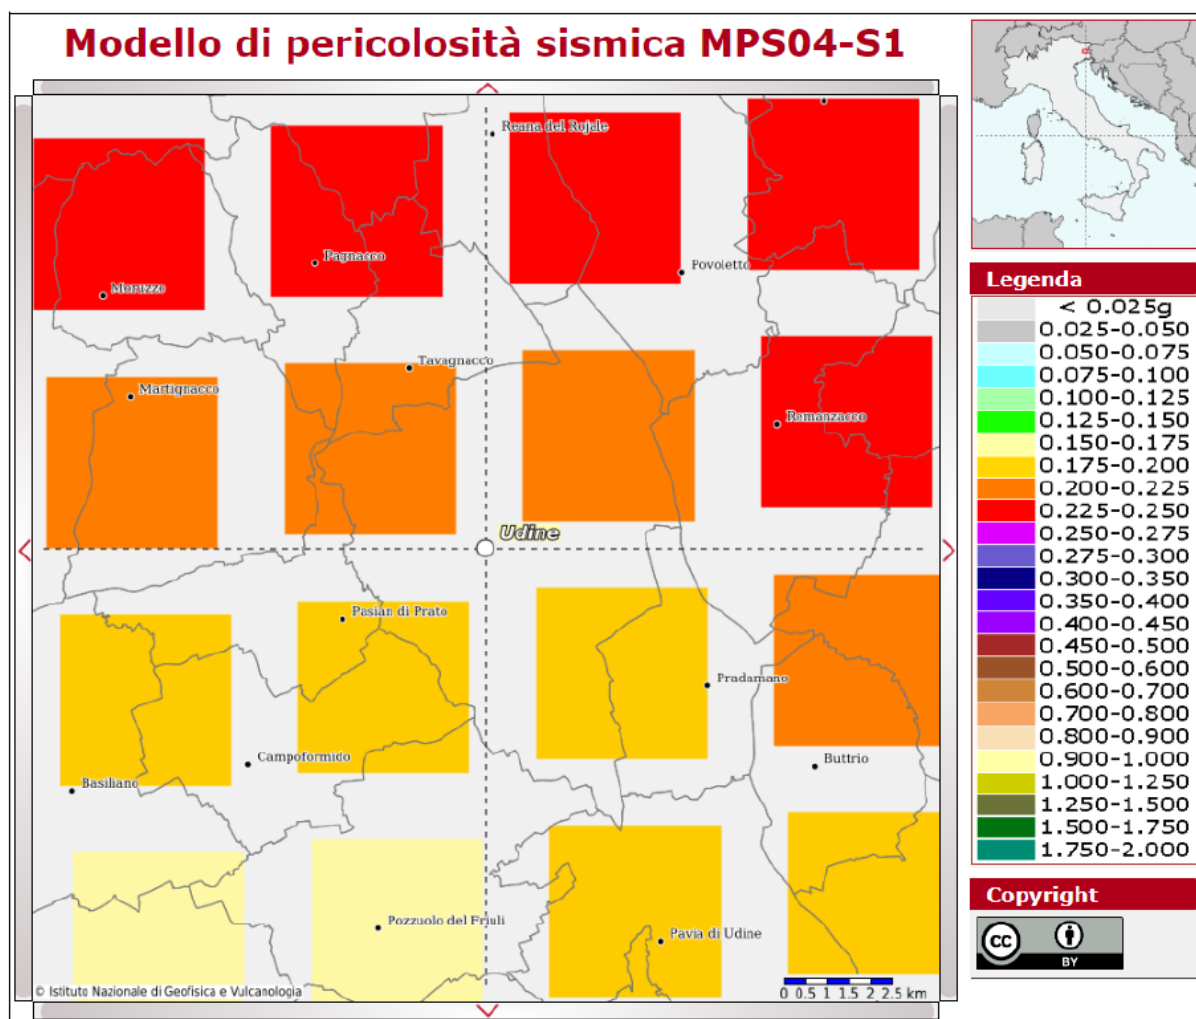 Modello di pericolosità sismica MPS04-S1
Reana del Rojale
Pagnacco
Povoletto
Moruzzo
Tavagnacco
Martignacco
Remanzacco
Udine
Pasian di Prato
Pradamano
Campoformido
Buttrio
Basiliano
Pozzuolo del Friuli
Pavia di Udine
© Istituto Nazionale di Geofisica e Vulcanologia
0 0.5 1 1.5 2 2.5 km
Legenda
< 0.025g
0.025-0.050
0.050-0.075
0.075-0.100
0.100-0.125
0.125-0.150
0.150-0.175
0.175-0.200
0.200-0.225
0.225-0.250
0.250-0.275
0.275-0.300
0.300-0.350
0.350-0.400
0.400-0.450
0.450-0.500
0.500-0.600
0.600-0.700
0.700-0.800
0.800-0.900
0.900-1.000
1.000-1.250
1.250-1.500
1.500-1.750
1.750-2.000
Copyright
cc
BY